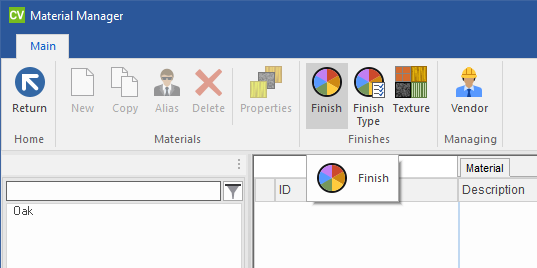 CV Material Manager
Main
Return New Copy Alias Delete Properties Finish Finish Type Texture Vendor
Home Materials Finishes Managing
Material
ID Description
Finish
Oak